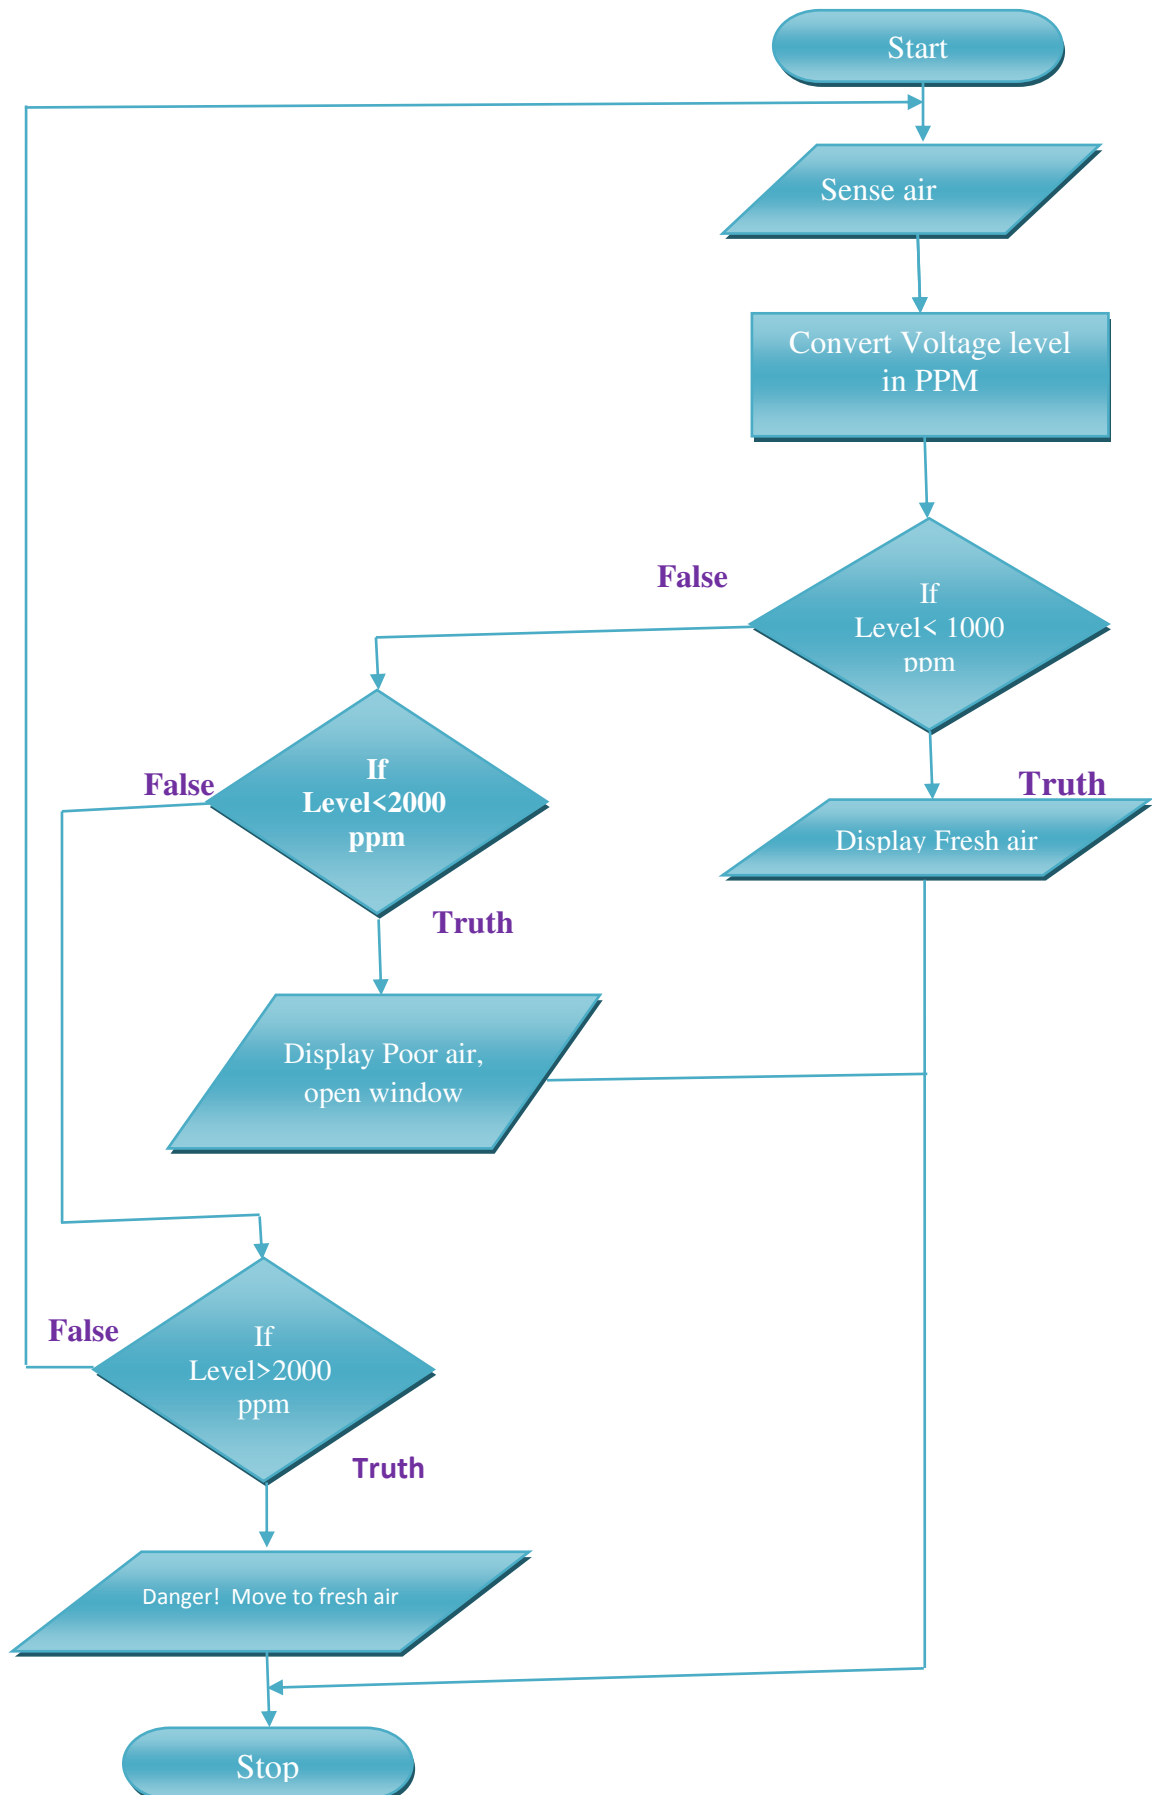 Start
Sense air
Convert Voltage level
in PPM
False
If
Level< 1000
ppm
False
If
Level<2000
ppm
Truth
Display Fresh air
Truth
Display Poor air,
open window
False
If
Level>2000
ppm
Truth
Danger!  Move to fresh air
Stop